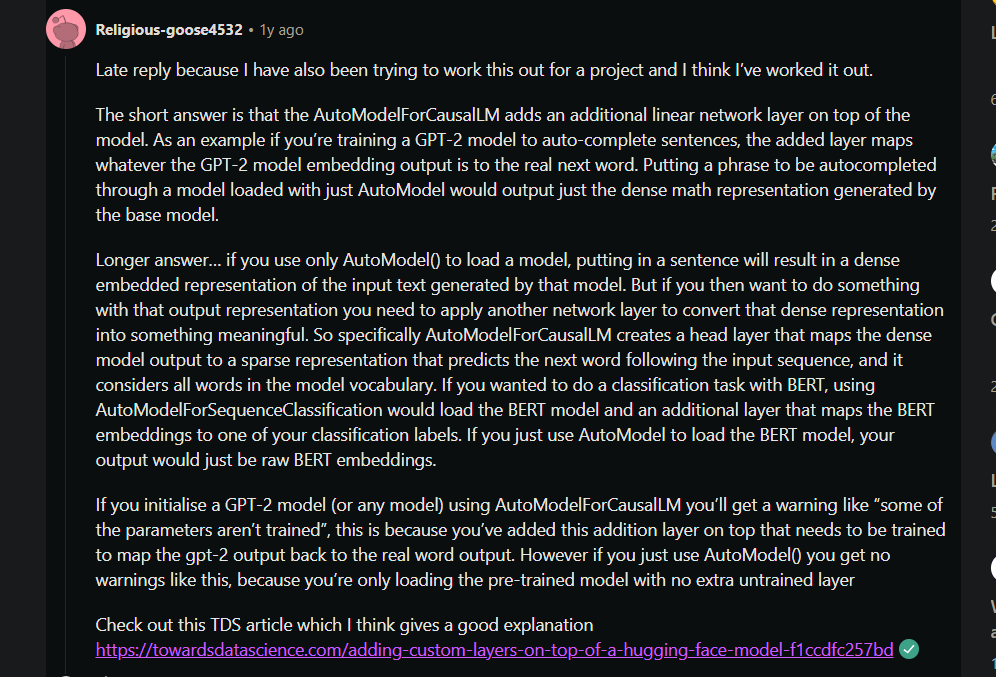 Religious-goose4532 • 1y ago
Late reply because I have also been trying to work this out for a project and I think I've worked it out.
The short answer is that the AutoModelForCausalLM adds an additional linear network layer on top of the
model. As an example if you're training a GPT-2 model to auto-complete sentences, the added layer maps
whatever the GPT-2 model embedding output is to the real next word. Putting a phrase to be autocompleted
through a model loaded with just AutoModel would output just the dense math representation generated by
the base model.
Longer answer... if you use only AutoModel() to load a model, putting in a sentence will result in a dense
embedded representation of the input text generated by that model. But if you then want to do something
with that output representation you need to apply another network layer to convert that dense representation
into something meaningful. So specifically AutoModelForCausalLM creates a head layer that maps the dense
model output to a sparse representation that predicts the next word following the input sequence, and it
considers all words in the model vocabulary. If you wanted to do a classification task with BERT, using
AutoModelForSequenceClassification would load the BERT model and an additional layer that maps the BERT
embeddings to one of your classification labels. If you just use AutoModel to load the BERT model, your
output would just be raw BERT embeddings.
If you initialise a GPT-2 model (or any model) using AutoModelForCausalLM you'll get a warning like “some of
the parameters aren't trained”, this is because you've added this addition layer on top that needs to be trained
to map the gpt-2 output back to the real word output. However if you just use AutoModel() you get no
warnings like this, because you're only loading the pre-trained model with no extra untrained layer
Check out this TDS article which I think gives a good explanation
https://towardsdatascience.com/adding-custom-layers-on-top-of-a-hugging-face-model-f1ccdfc257bd